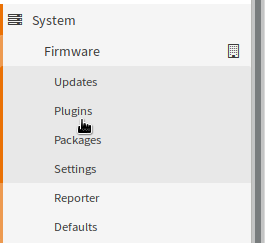 System
Firmware
Updates
Plugins
Packages
Settings
Reporter
Defaults